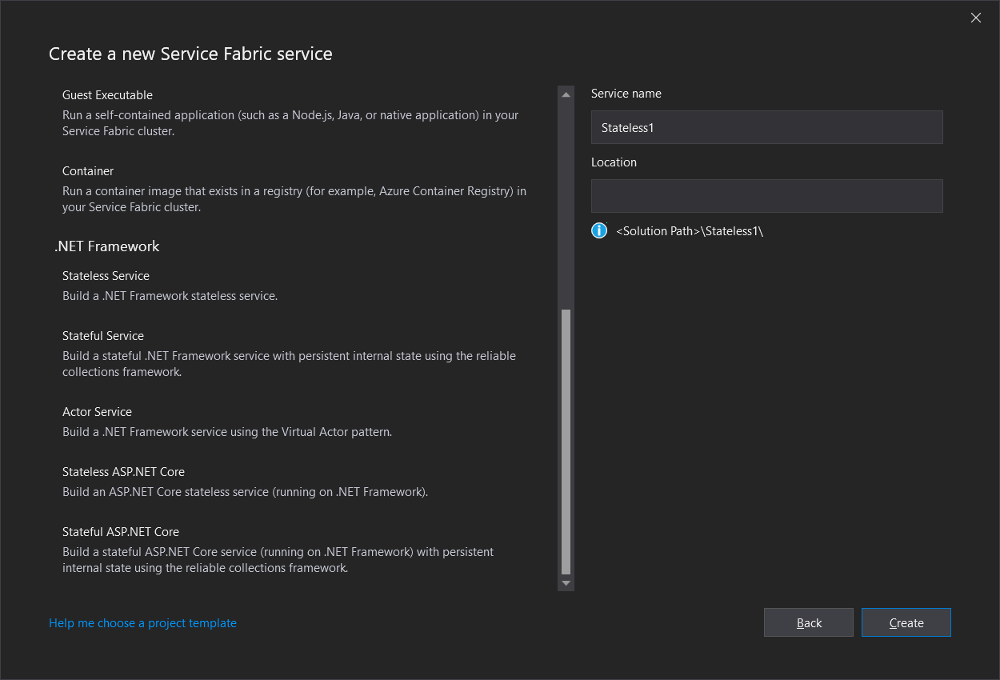 Create a new Service Fabric service
Guest Executable
Run a self-contained application (such as a Node.js, Java, or native application) in your
Service Fabric cluster.
Container
Run a container image that exists in a registry (for example, Azure Container Registry) in
your Service Fabric cluster.
.NET Framework
Stateless Service
Build a .NET Framework stateless service.
Stateful Service
Build a stateful .NET Framework service with persistent internal state using the reliable
collections framework.
Actor Service
Build a .NET Framework service using the Virtual Actor pattern.
Stateless ASP.NET Core
Build an ASP.NET Core stateless service (running on .NET Framework).
Stateful ASP.NET Core
Build a stateful ASP.NET Core service (running on .NET Framework) with persistent
internal state using the reliable collections framework.
Service name
Stateless1
Location
<Solution Path>\Stateless1\
Help me choose a project template
Back
Create